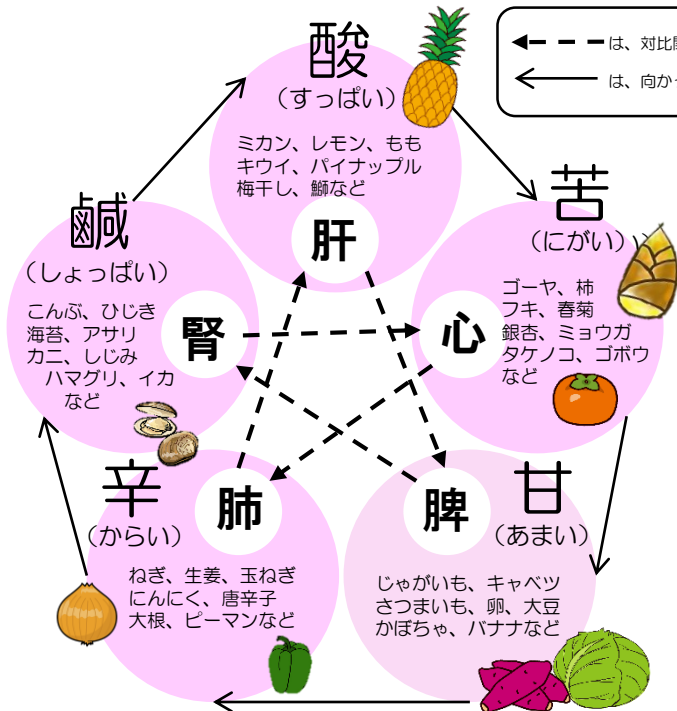 は、対比
は、向か
酸
(すっぱい)
ミカン、レモン、もも
キウイ、パイナップル
梅干し、鰤など
肝
苦
(にがい)
ゴーヤ、柿
フキ、春菊
銀杏、ミョウガ
タケノコ、ゴボウ
など
心
甘
(あまい)
じゃがいも、キャベツ
さつまいも、卵、大豆
かぼちゃ、バナナなど
脾
辛
(からい)
ねぎ、生姜、玉ねぎ
にんにく、唐辛子
大根、ピーマンなど
肺
鹹
(しょっぱい)
こんぶ、ひじき
海苔、アサリ
カニ、しじみ
ハマグリ、イカ
など
腎